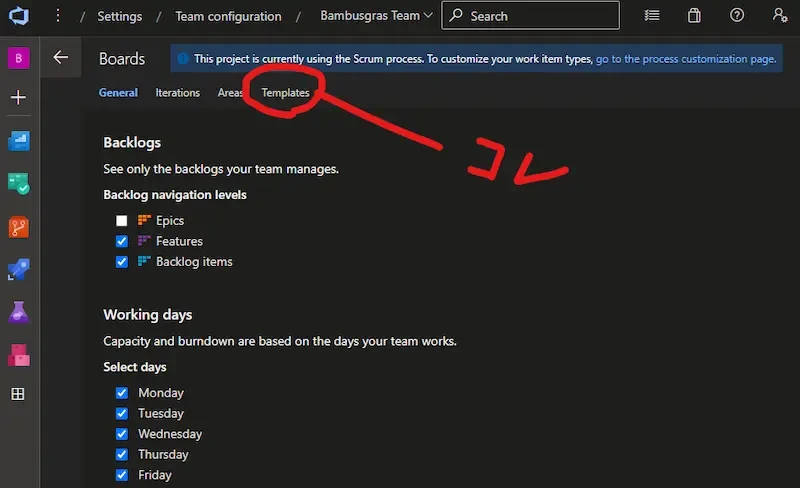 Settings / Team configuration / Bambusgras Team Search
B
Boards
This project is currently using the Scrum process. To customize your work item types, go to the process customization page.
General Iterations Areas Templates
Backlogs
See only the backlogs your team manages.
Backlog navigation levels
Epics
Features
Backlog items
Working days
Capacity and burndown are based on the days your team works.
Select days
Monday
Tuesday
Wednesday
Thursday
Friday